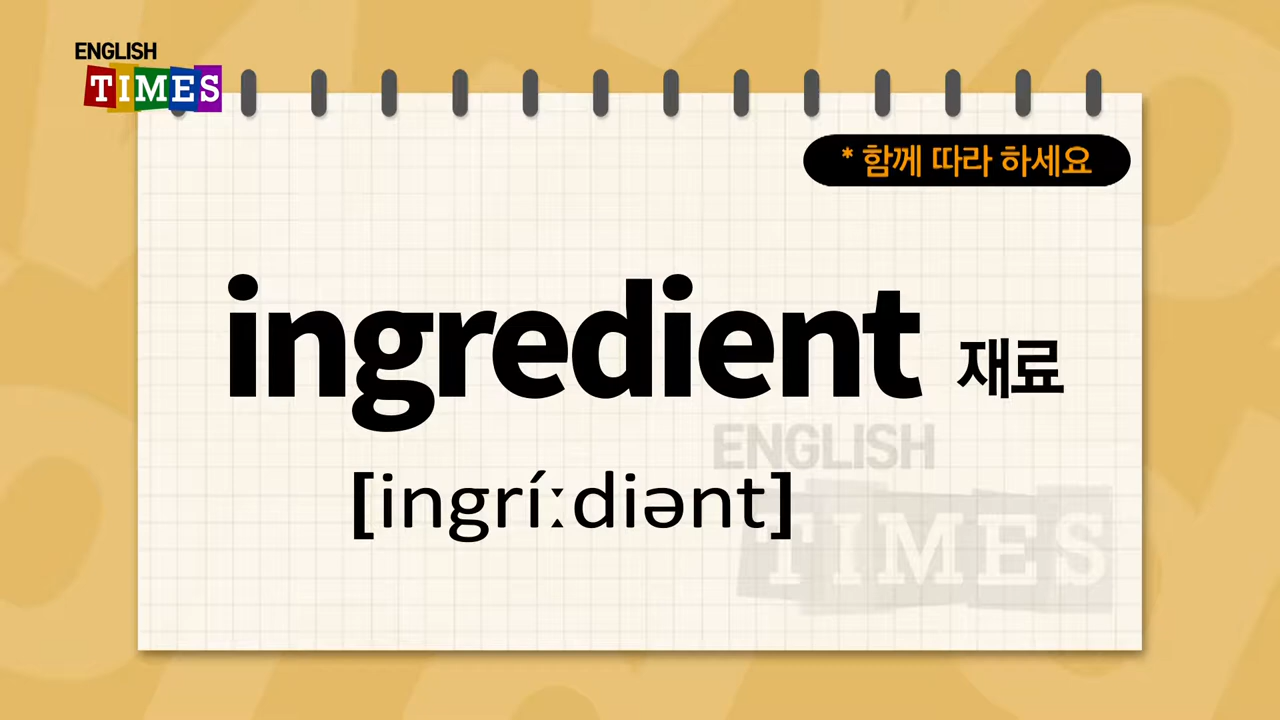 ENGLISH
TIMES
* 함께 따라 하세요
ingredient 재료
[ingríːdiənt]
ENGLISH
TIMES